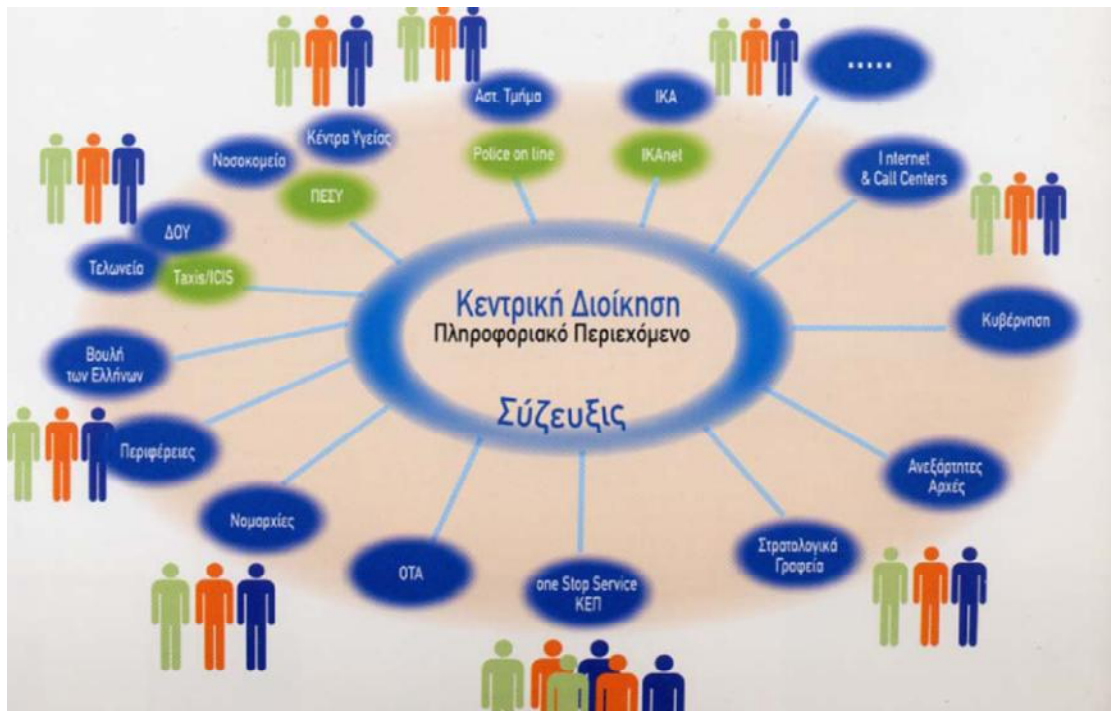 Αστ. Τμήμα
ΙΚΑ
.....
Κέντρα Υγείας
Νοσοκομεία
Police on line
IKAnet
Internet
& Call Centers
ΠΕΣΥ
ΔΟΥ
Τελωνεία
Taxis/ICIS
Κεντρική Διοίκηση
Πληροφοριακό Περιεχόμενο
Σύζευξις
Κυβέρνηση
Βουλή
των Ελλήνων
Περιφέρειες
Ανεξάρτητες
Αρχές
Νομαρχίες
Στρατολογικά
Γραφεία
ΟΤΑ
one Stop Service
ΚΕΠ